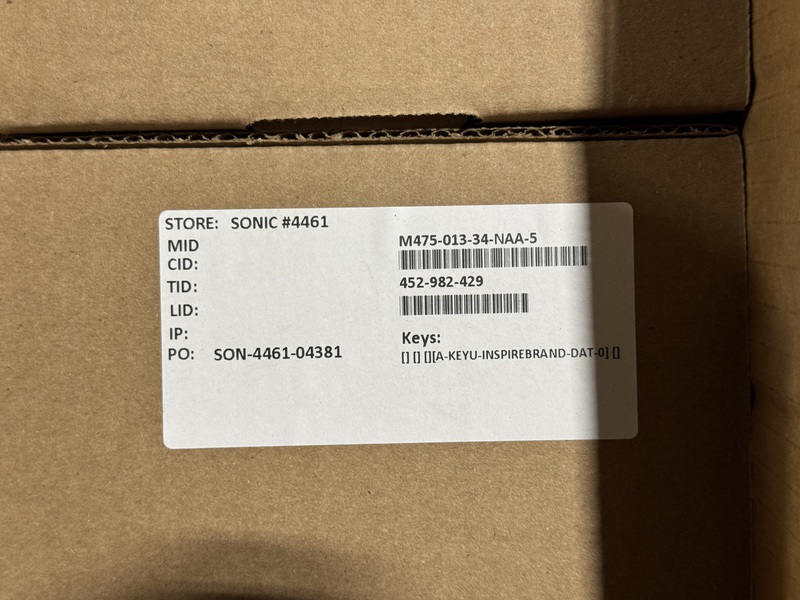 STORE: SONIC #4461
MID
CID:
TID:
LID:
IP:
PO: SON-4461-04381
M475-013-34-NAA-5
452-982-429
Keys:
[] [] [][A-KEYU-INSPIREBRAND-DAT-0] []